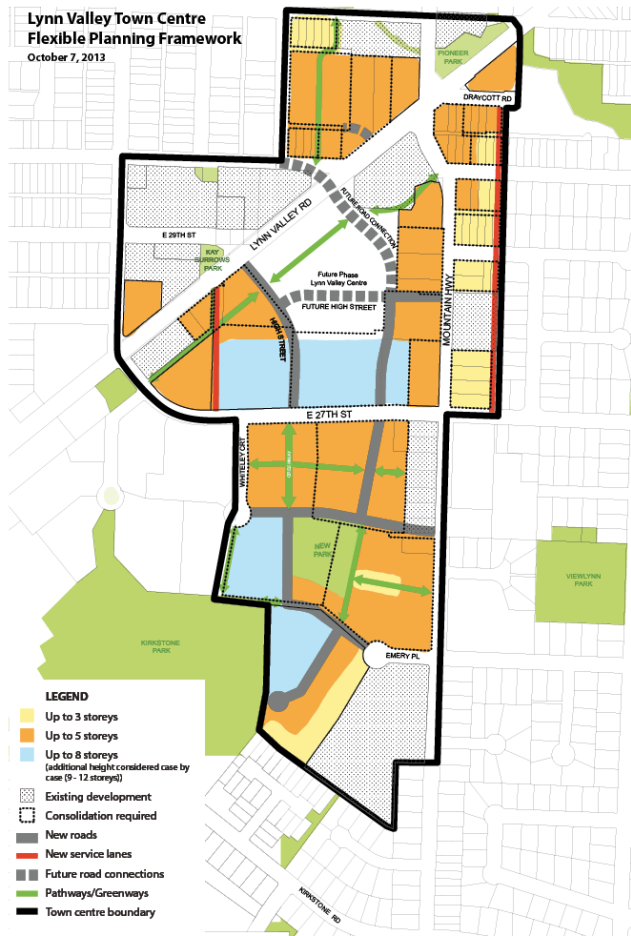 Lynn Valley Town Centre
Flexible Planning Framework
October 7, 2013
PIONEER
PARK
DRAYCOTT RD
LYNN VALLEY RD
FUTURE ROAD CONNECTION
E 29TH ST
KAY
BURROWS
PARK
Future Phase
Lynn Valley Centre
FUTURE HIGH STREET
HIGH STREET
MOUNTAIN HWY
E 27TH ST
WHITELEY CRT
NEW
PARK
VIEWLYNN
PARK
KIRKSTONE
PARK
EMERY PL
LEGEND
Up to 3 storeys
Up to 5 storeys
Up to 8 storeys
(additional height considered case by
case (9 - 12 storeys))
Existing development
Consolidation required
New roads
New service lanes
Future road connections
Pathways/Greenways
Town centre boundary
KIRKSTONE RD